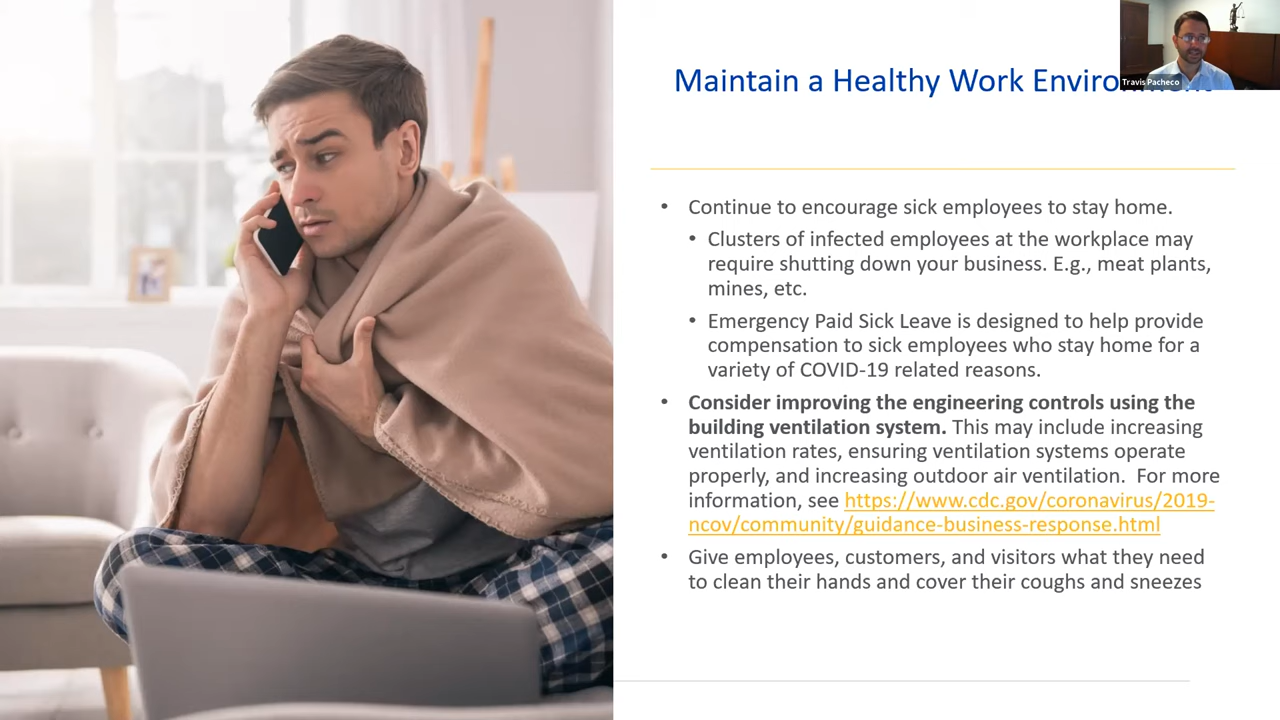 Maintain a Healthy Work
Travis Pacheco
• Continue to encourage sick employees to stay home.
• Clusters of infected employees at the workplace may
require shutting down your business. E.g., meat plants,
mines, etc.
• Emergency Paid Sick Leave is designed to help provide
compensation to sick employees who stay home for a
variety of COVID-19 related reasons.
• Consider improving the engineering controls using the
building ventilation system. This may include increasing
ventilation rates, ensuring ventilation systems operate
properly, and increasing outdoor air ventilation.  For more
information, see https://www.cdc.gov/coronavirus/2019-
ncov/community/guidance-business-response.html
• Give employees, customers, and visitors what they need
to clean their hands and cover their coughs and sneezes